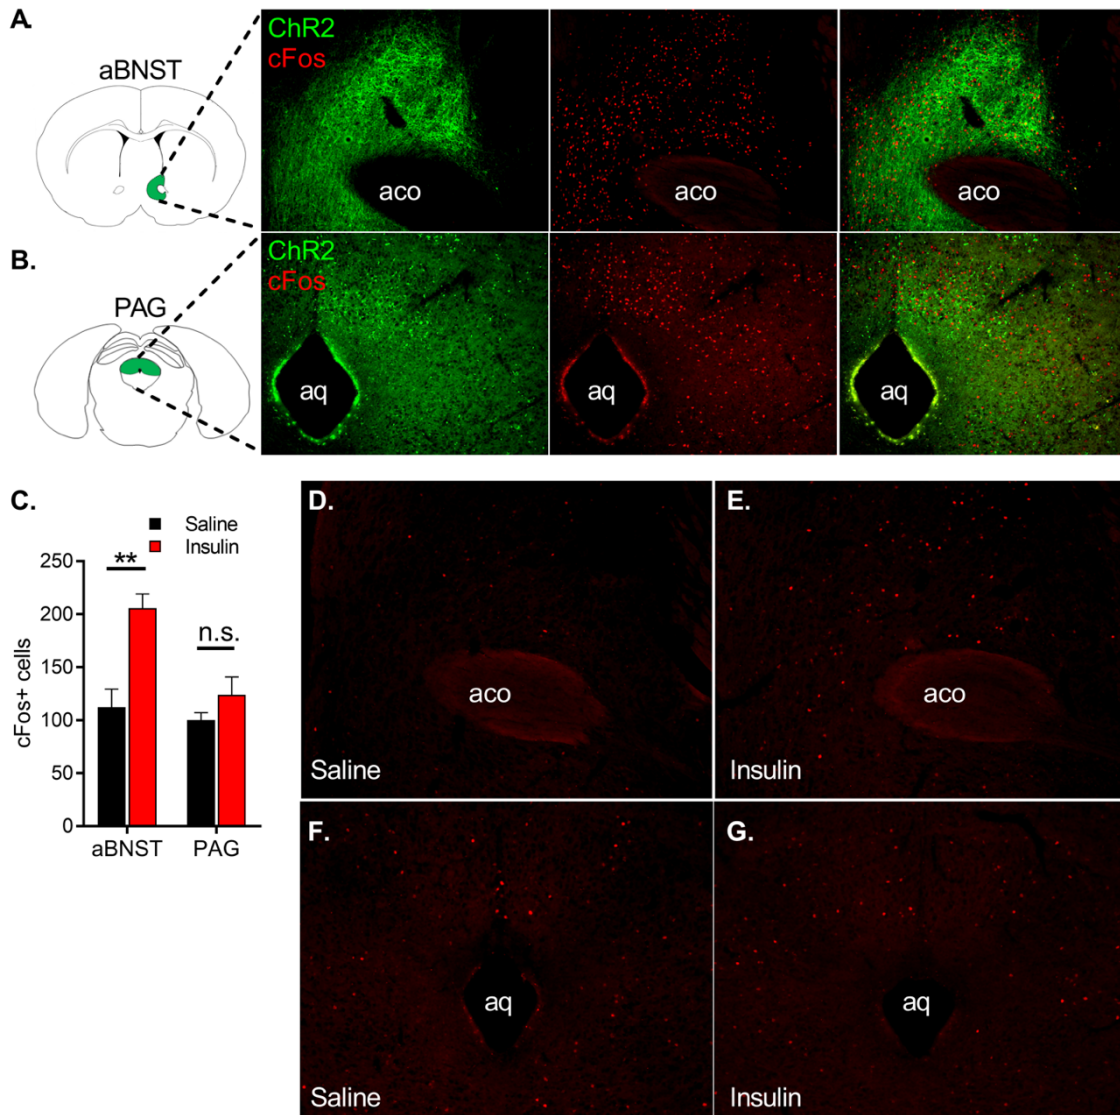 A.
aBNST
ChR2
cFos
aco
aco
aco
B.
PAG
ChR2
cFos
aq
aq
aq
C.
Saline
Insulin
cFos+ cells
250
200
150
100
50
0
**
n.s.
aBNST PAG
D.
aco
Saline
E.
aco
Insulin
F.
aq
Saline
G.
aq
Insulin